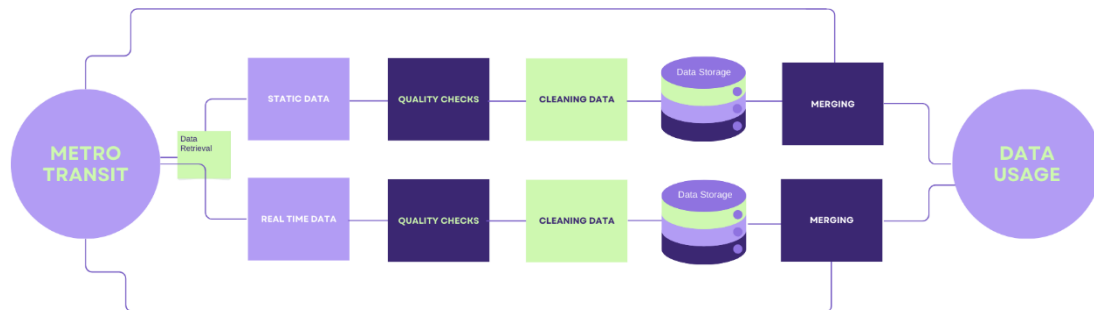 METRO
TRANSIT
Data
Retrieval
STATIC DATA
QUALITY CHECKS
CLEANING DATA
Data Storage
MERGING
REAL TIME DATA
QUALITY CHECKS
CLEANING DATA
Data Storage
MERGING
DATA
USAGE